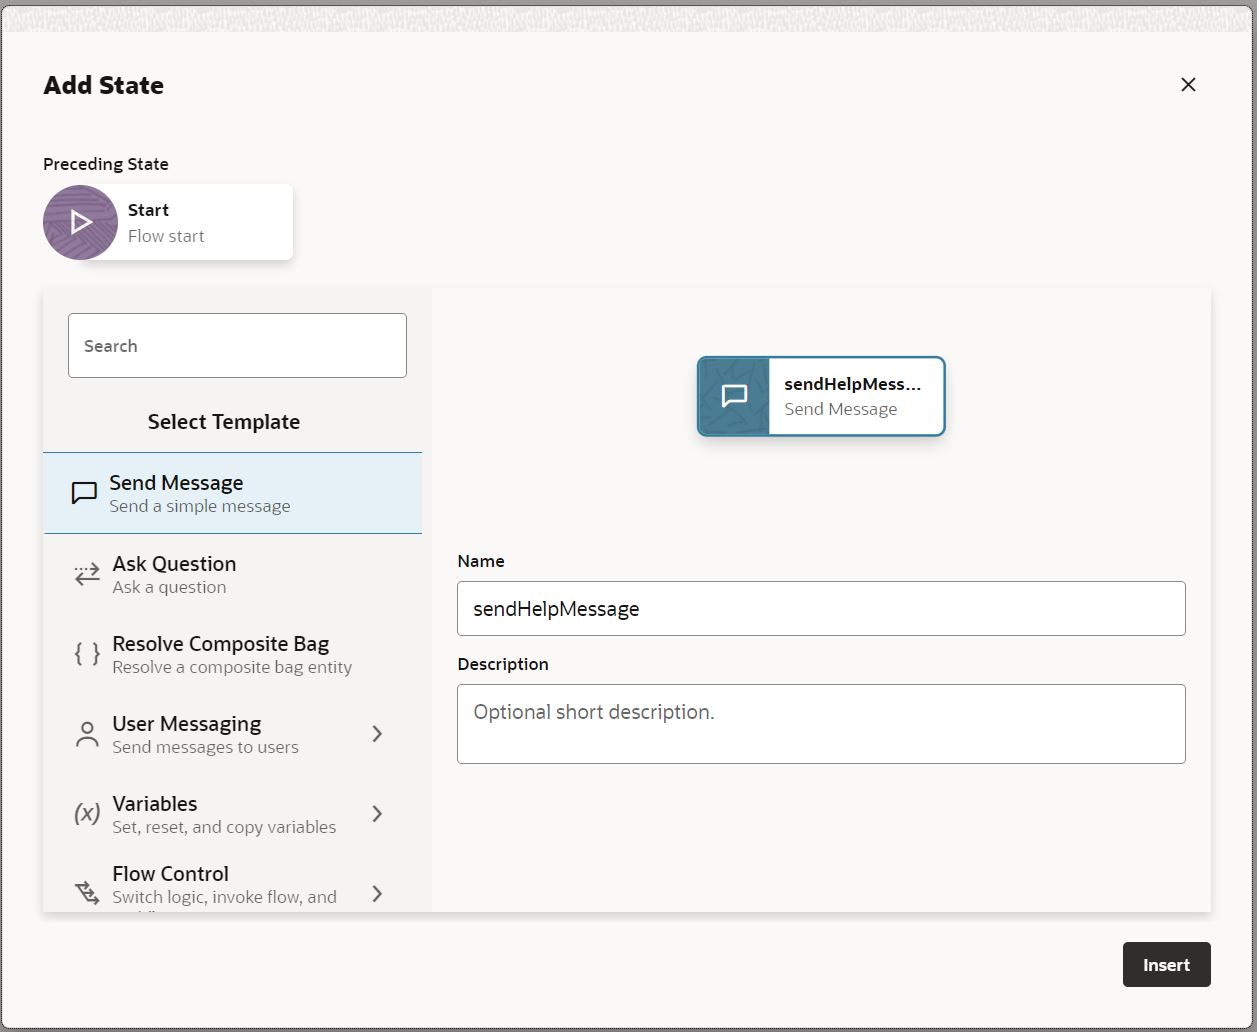 Add State
Preceding State
Start
Flow start
Search
Select Template
Send Message
Send a simple message
Ask Question
Ask a question
{ } Resolve Composite Bag
Resolve a composite bag entity
User Messaging
Send messages to users
(x) Variables
Set, reset, and copy variables
Flow Control
Switch logic, invoke flow, and
sendHelpMess...
Send Message
Name
sendHelpMessage
Description
Optional short description.
Insert